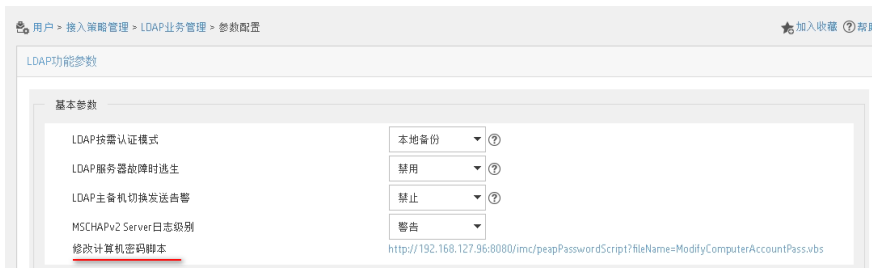 用户 > 接入策略管理 > LDAP业务管理 > 参数配置
加入收藏 ?帮助
LDAP功能参数
基本参数
LDAP按需认证模式 本地备份 ?
LDAP服务器故障时逃生 禁用 ?
LDAP主备机切换发送告警 禁止 ?
MSCHAPv2 Server日志级别 警告
修改计算机密码脚本 http://192.168.127.96:8080/imc/peapPasswordScript?fileName=ModifyComputerAccountPass.vbs